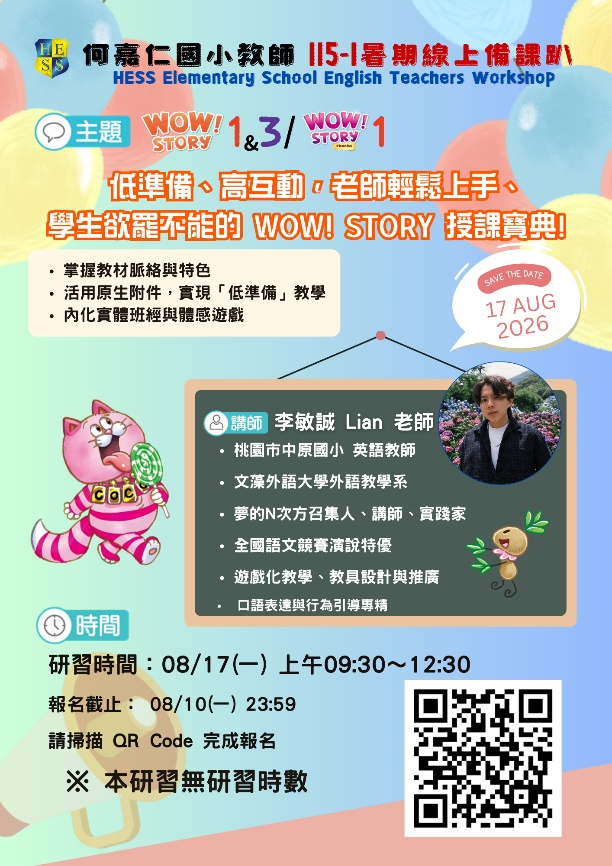 HESS
何嘉仁國小教師 115-1暑期線上備課趴
HESS Elementary School English Teachers Workshop
主題
WOW! STORY 1&3/ WOW! STORY 1
低準備、高互動，老師輕鬆上手、
學生欲罷不能的 WOW! STORY 授課寶典!
• 掌握教材脈絡與特色
• 活用原生附件，實現「低準備」教學
• 內化實體班經與體感遊戲
SAVE THE DATE
17 AUG
2026
講師 李敏誠 Lian 老師
• 桃園市中原國小 英語教師
• 文藻外語大學外語教學系
• 夢的N次方召集人、講師、實踐家
• 全國語文競賽演說特優
• 遊戲化教學、教具設計與推廣
• 口語表達與行為引導專精
COCO
時間
研習時間：08/17(一) 上午09:30～12:30
報名截止： 08/10(一) 23:59
請掃描 QR Code 完成報名
※ 本研習無研習時數